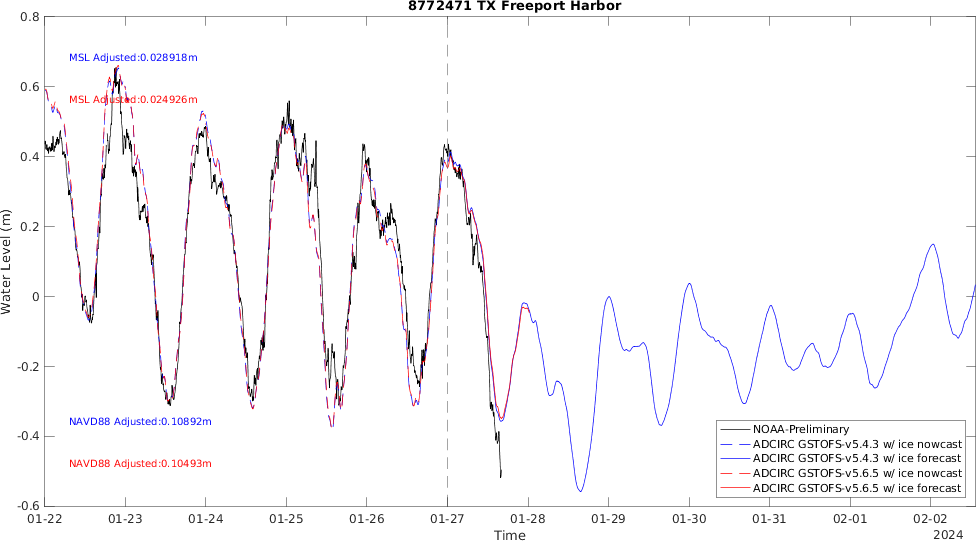 8772471 TX Freeport Harbor
0.8
0.6
0.4
0.2
0
-0.2
-0.4
-0.6
Water Level (m)
MSL Adjusted:0.028918m
MSL Adjusted:0.024926m
NAVD88 Adjusted:0.10892m
NAVD88 Adjusted:0.10493m
NOAA-Preliminary
ADCIRC GSTOFS-v5.4.3 w/ ice nowcast
ADCIRC GSTOFS-v5.4.3 w/ ice forecast
ADCIRC GSTOFS-v5.6.5 w/ ice nowcast
ADCIRC GSTOFS-v5.6.5 w/ ice forecast
01-22 01-23 01-24 01-25 01-26 01-27 01-28 01-29 01-30 01-31 02-01 02-02
Time
2024